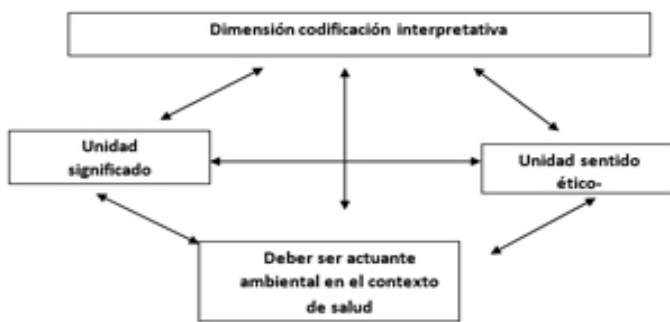 Dimensión codificación interpretativa
Unidad
significado
Unidad sentido
ético-
Deber ser actuante
ambiental en el contexto
de salud